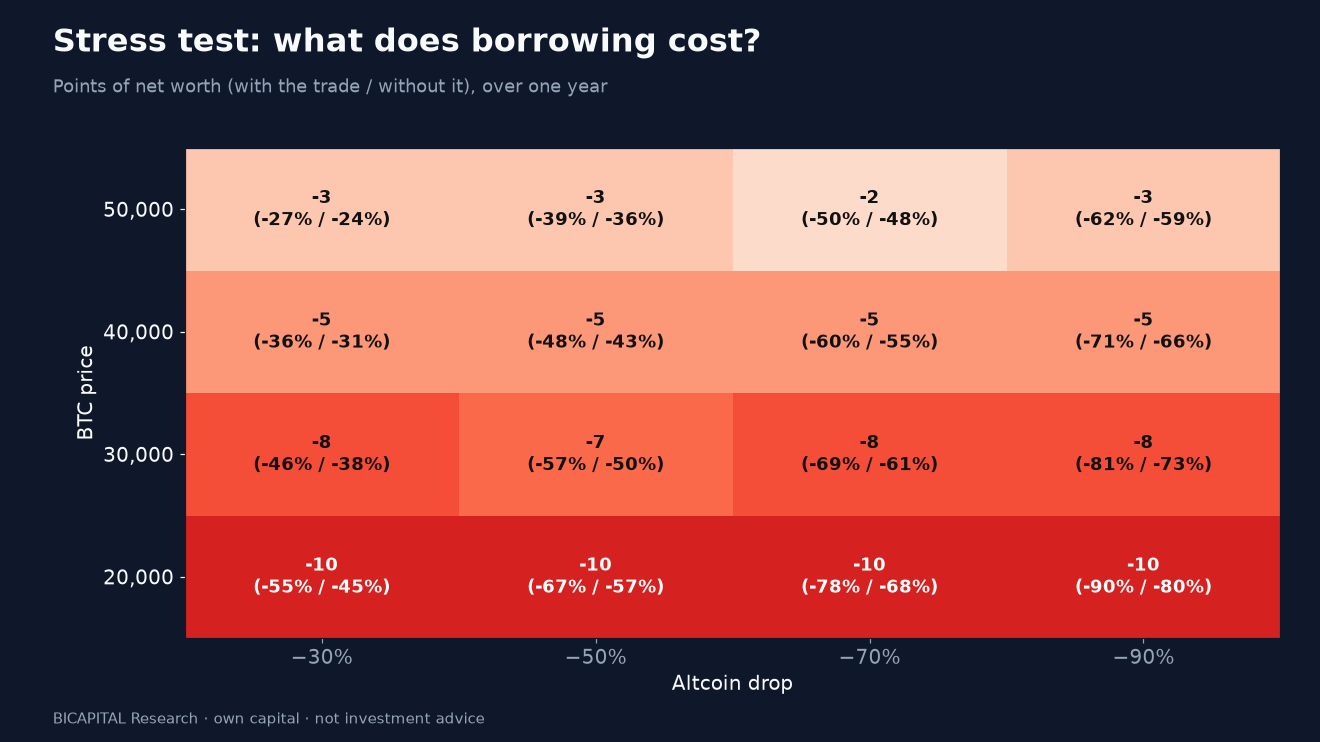 Stress test: what does borrowing cost?
Points of net worth (with the trade / without it), over one year
BTC price
50,000
-3
(-27% / -24%)
-3
(-39% / -36%)
-2
(-50% / -48%)
-3
(-62% / -59%)
40,000
-5
(-36% / -31%)
-5
(-48% / -43%)
-5
(-60% / -55%)
-5
(-71% / -66%)
30,000
-8
(-46% / -38%)
-7
(-57% / -50%)
-8
(-69% / -61%)
-8
(-81% / -73%)
20,000
-10
(-55% / -45%)
-10
(-67% / -57%)
-10
(-78% / -68%)
-10
(-90% / -80%)
−30%
−50%
−70%
−90%
Altcoin drop
BICAPITAL Research · own capital · not investment advice